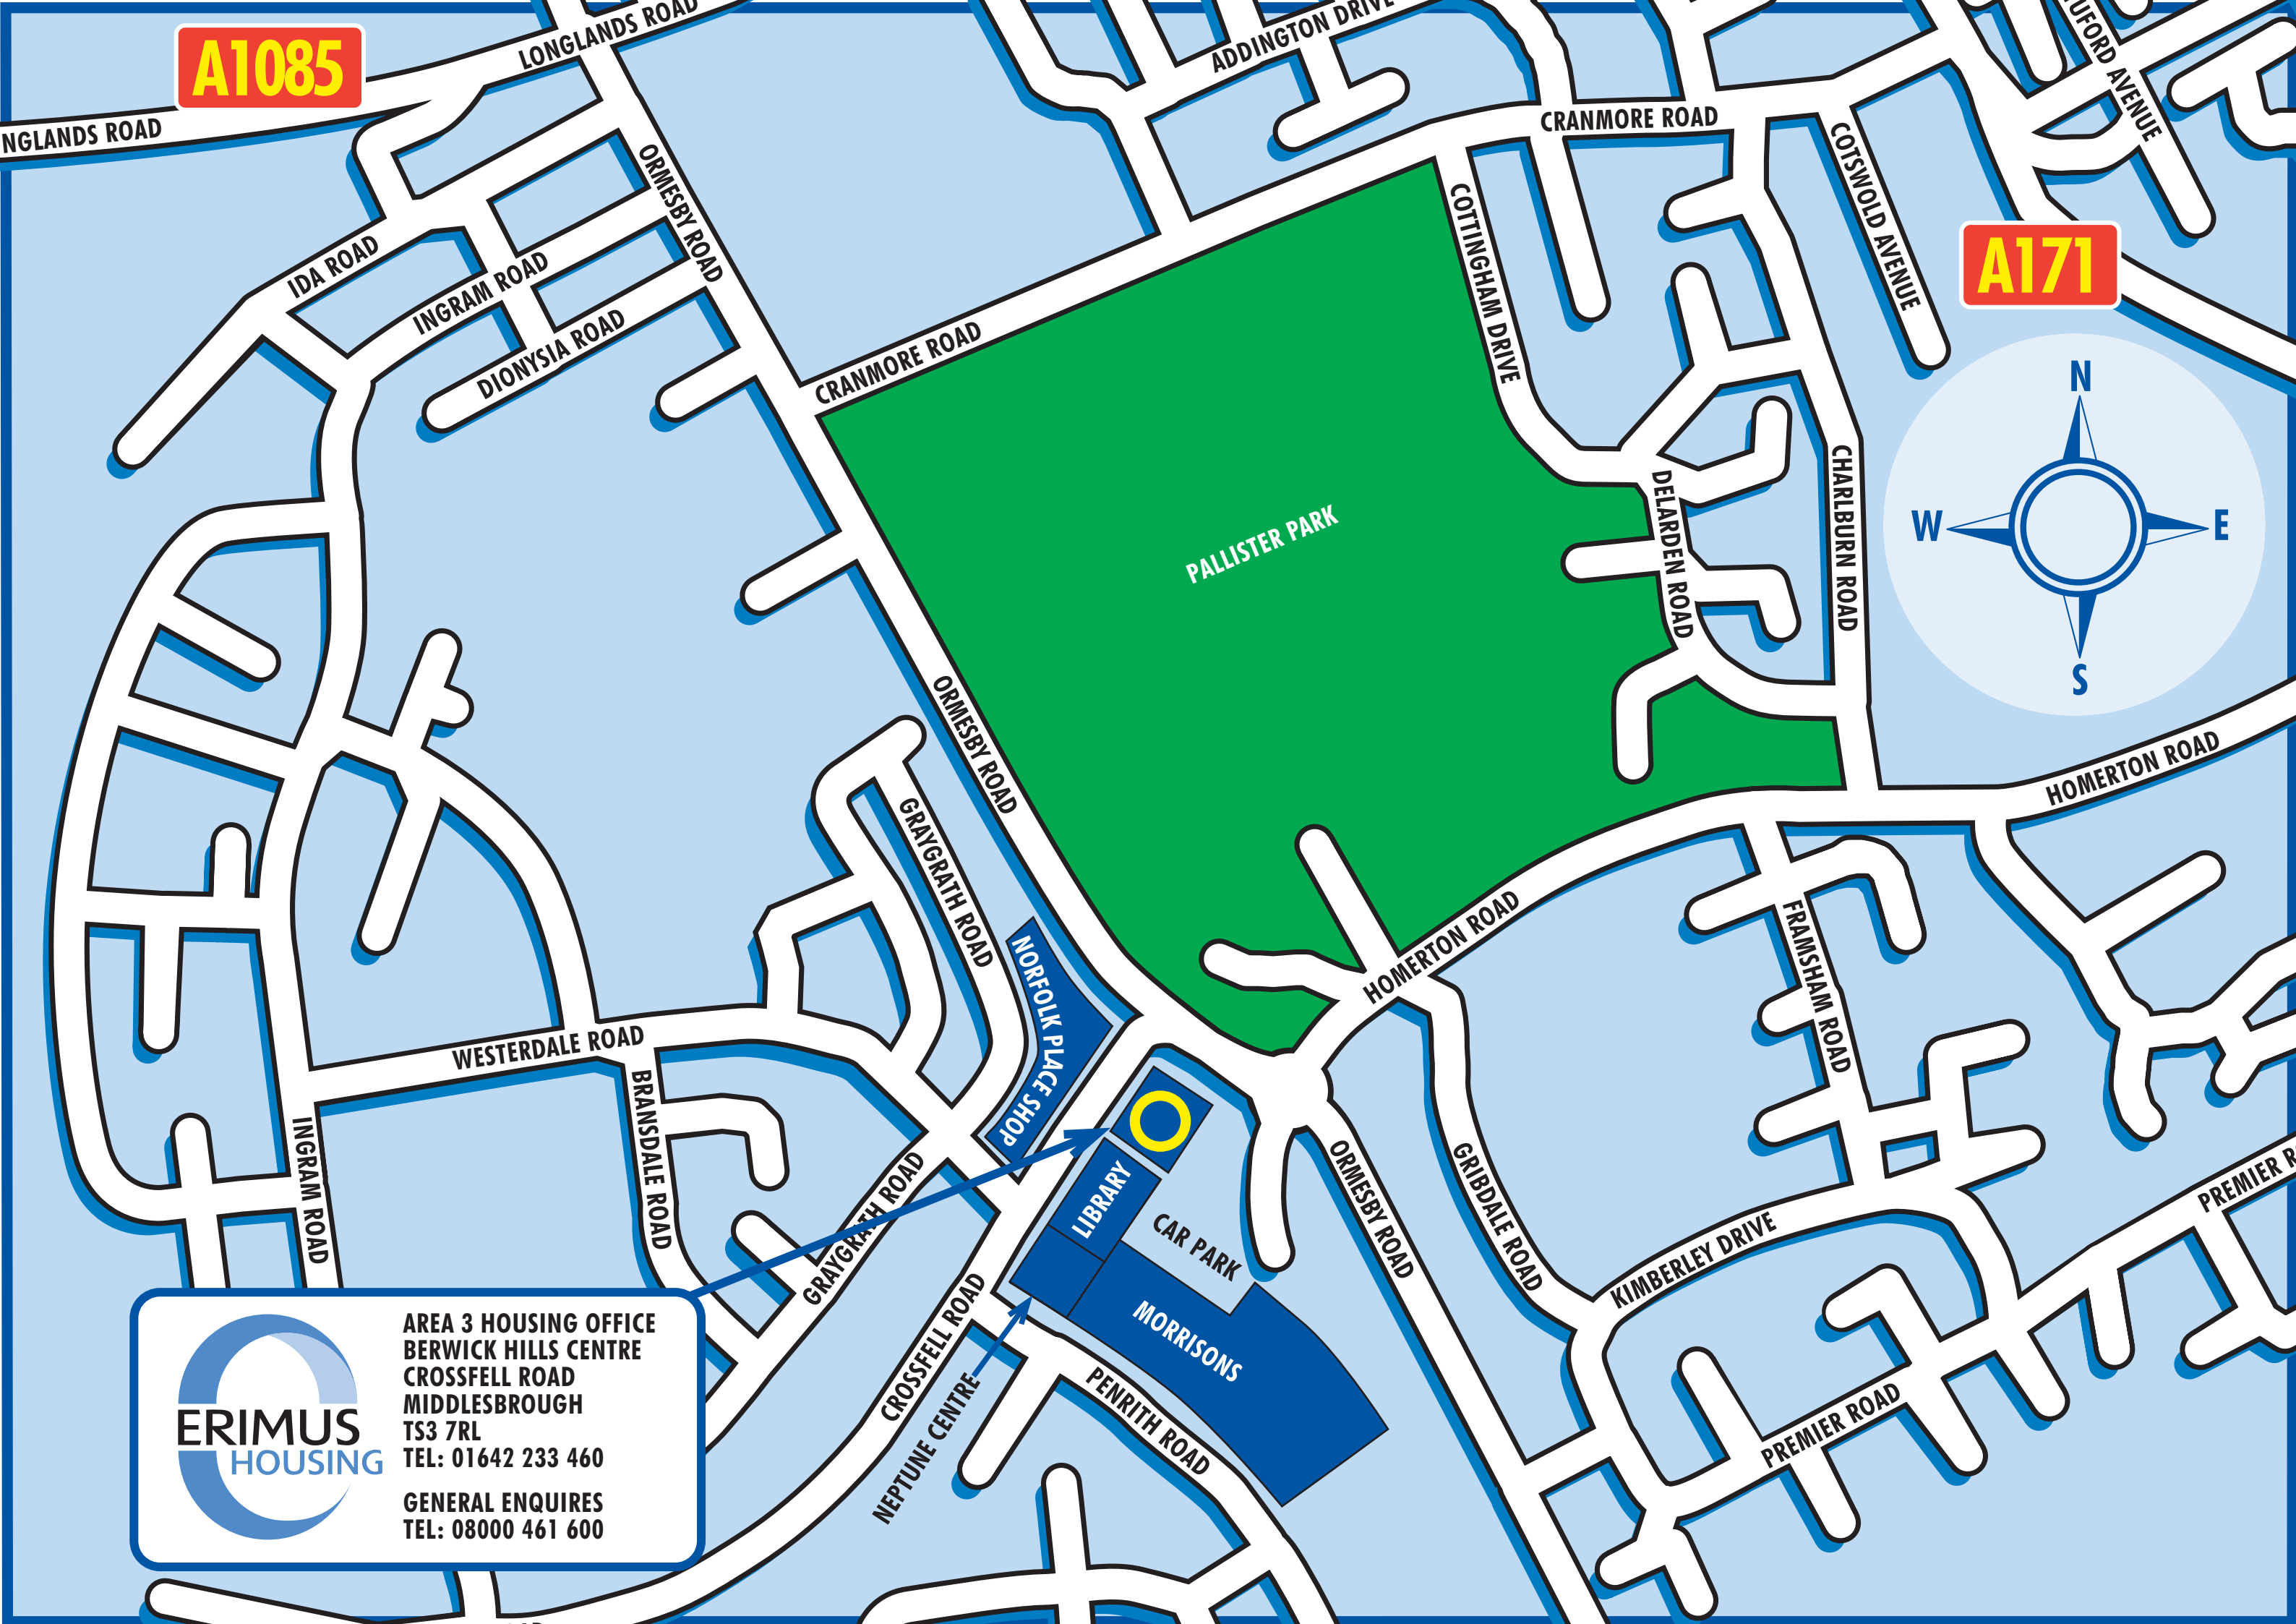 LONGLANDS ROAD
ADDINGTON DRIVE
A1085
NGLANDS ROAD
CRANMORE ROAD
UFORD AVENUE
COTSWOLD AVENUE
ORMESBY ROAD
COTTINGHAM DRIVE
A171
IDA ROAD
INGRAM ROAD
DIONYSIA ROAD
CRANMORE ROAD
N
W
E
S
PALLISTER PARK
DELARDEN ROAD
CHARLBURN ROAD
ORMESBY ROAD
HOMERTON ROAD
GRAYGRATH ROAD
HOMERTON ROAD
FRAMSHAM ROAD
NORFOLK PLACE SHOP
WESTERDALE ROAD
BRANSDALE ROAD
INGRAM ROAD
GRAYGRATH ROAD
LIBRARY
CAR PARK
ORMESBY ROAD
GRIBDALE ROAD
KIMBERLEY DRIVE
PREMIER R
CROSSFELL ROAD
MORRISONS
NEPTUNE CENTRE
PENRITH ROAD
PREMIER ROAD
ERIMUS
HOUSING
AREA 3 HOUSING OFFICE
BERWICK HILLS CENTRE
CROSSFELL ROAD
MIDDLESBROUGH
TS3 7RL
TEL: 01642 233 460
GENERAL ENQUIRES
TEL: 08000 461 600